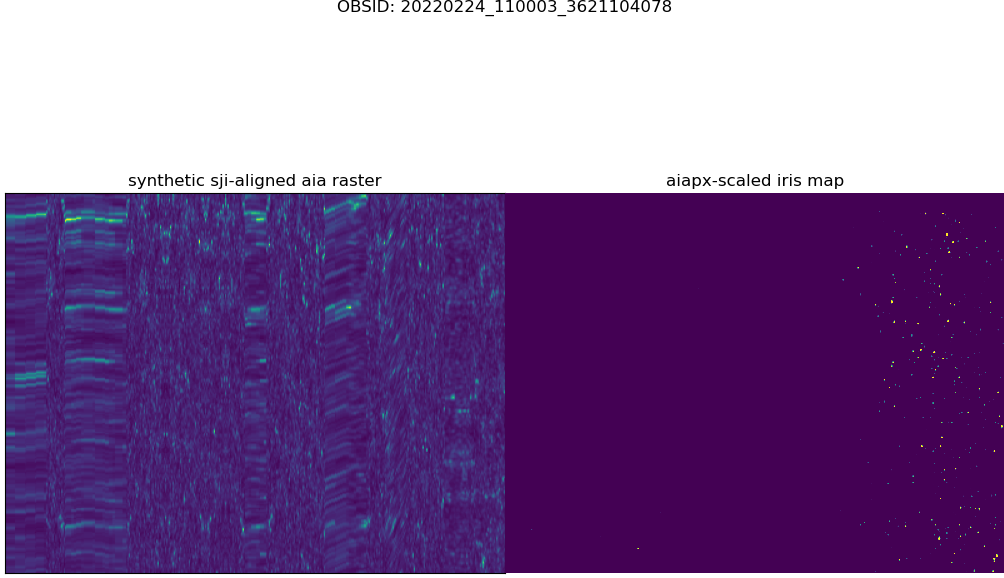 OBSID: 20220224_110003_3621104078
synthetic sji-aligned aia raster
aiapx-scaled iris map